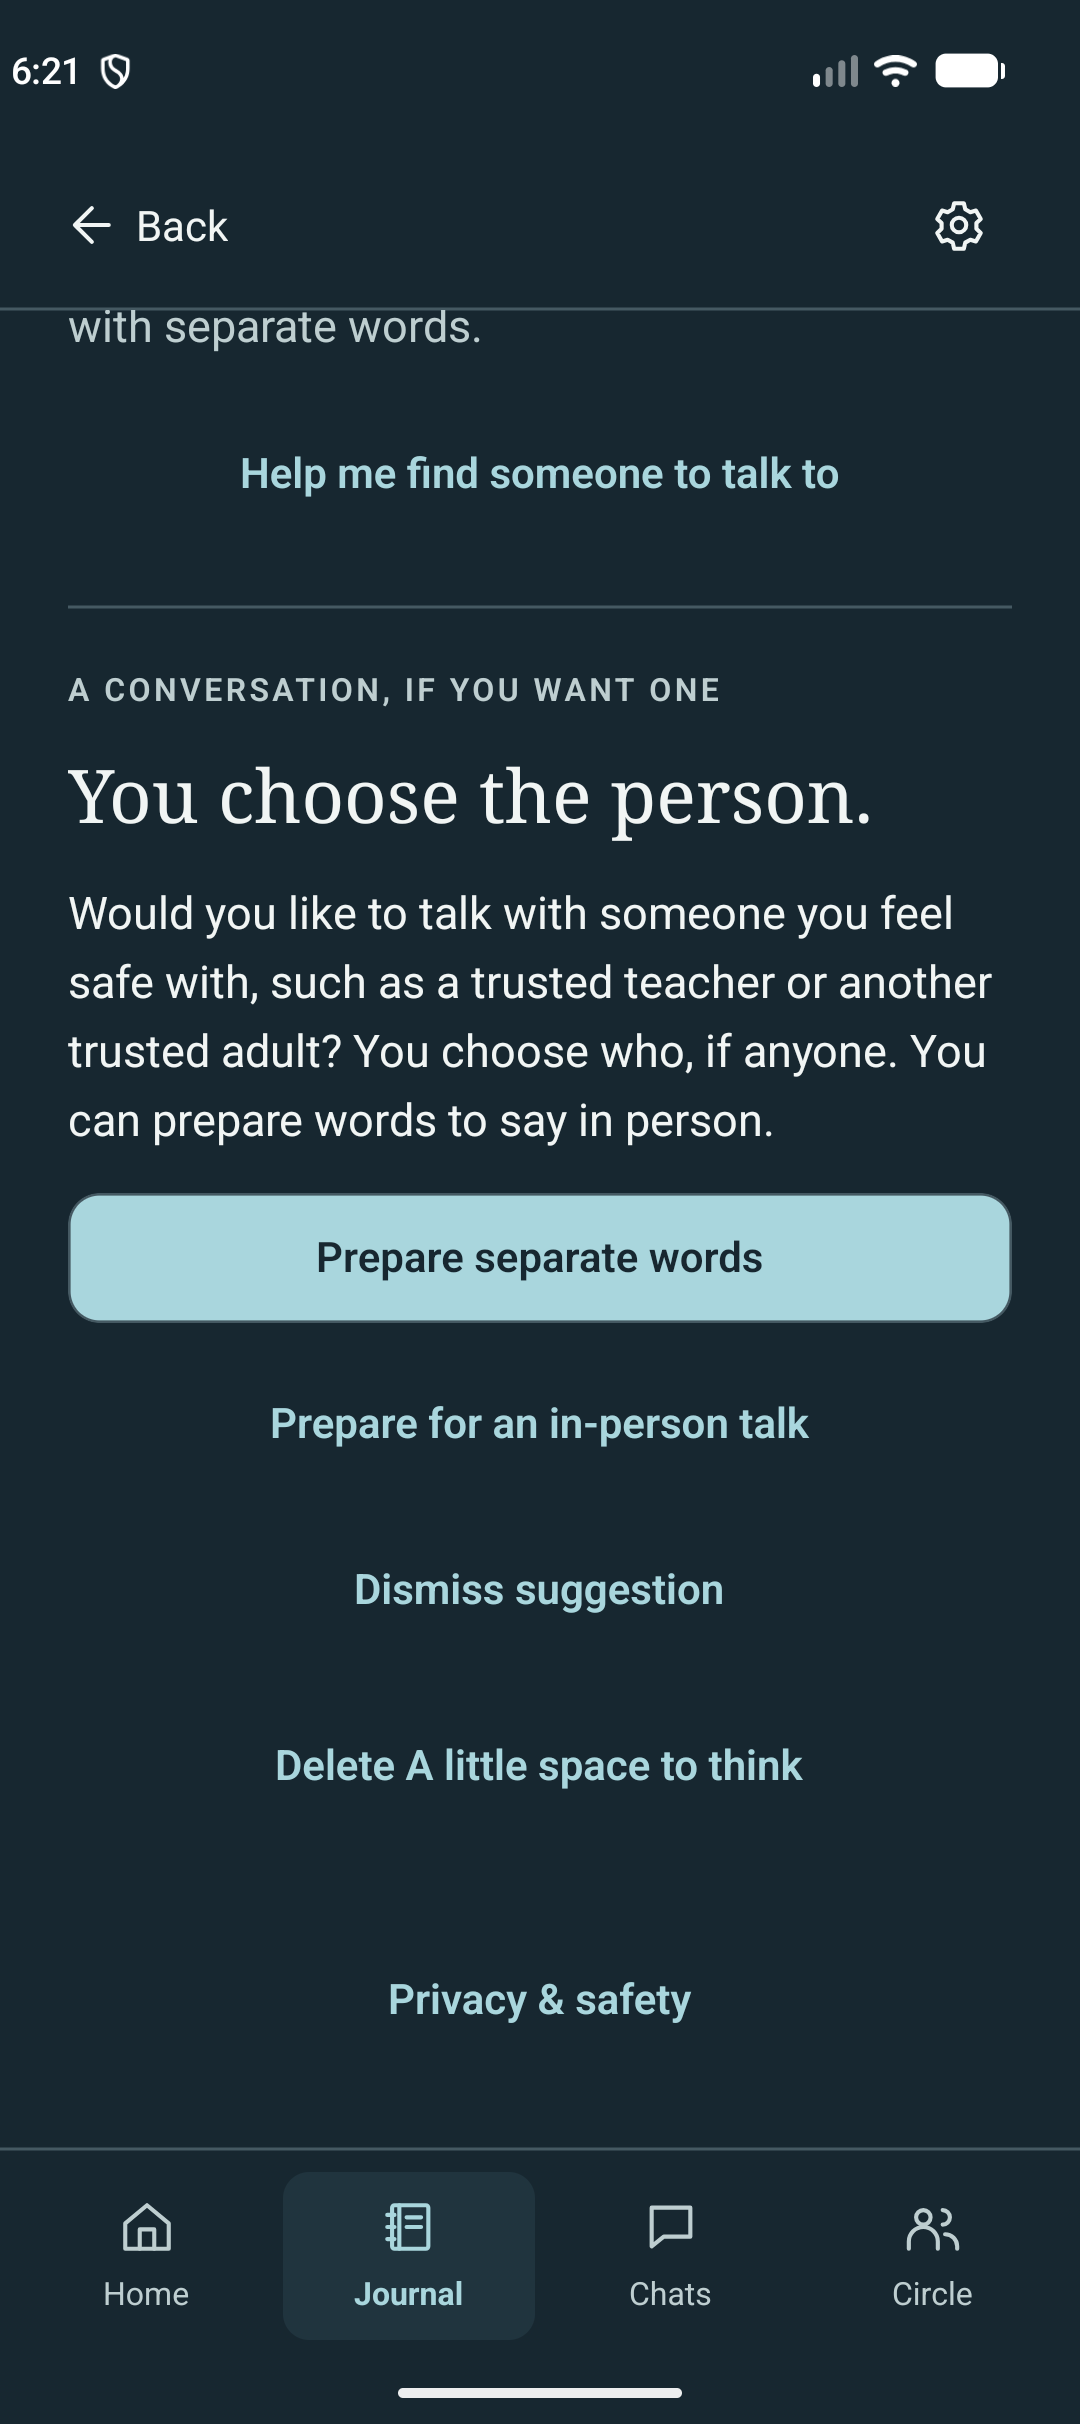 6:21
Back
with separate words.
Help me find someone to talk to
A CONVERSATION, IF YOU WANT ONE
You choose the person.
Would you like to talk with someone you feel
safe with, such as a trusted teacher or another
trusted adult? You choose who, if anyone. You
can prepare words to say in person.
Prepare separate words
Prepare for an in-person talk
Dismiss suggestion
Delete A little space to think
Privacy & safety
Home
Journal
Chats
Circle